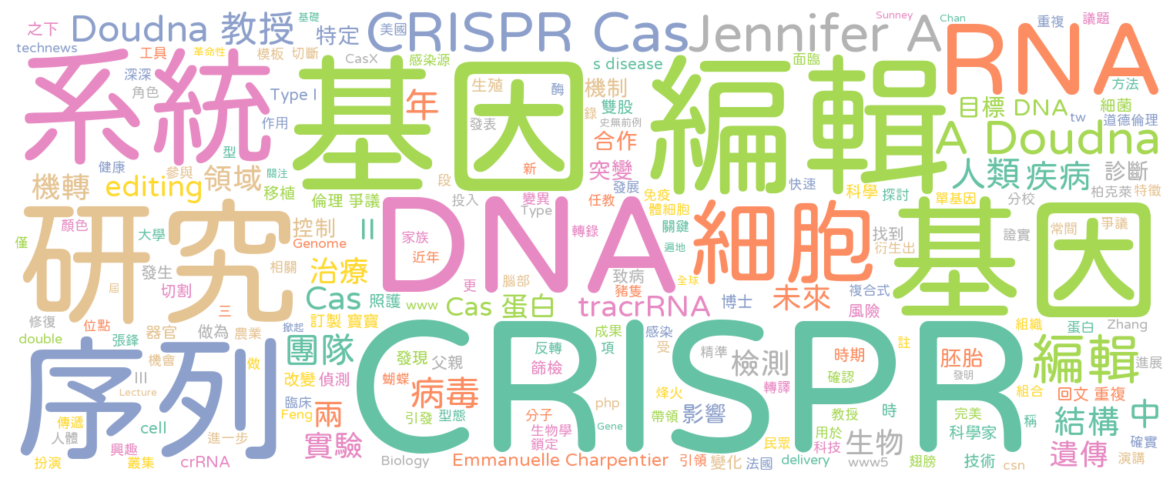 之下
Doudna 教授
基礎
特定
美國
CRISPR Cas
Jennifer A
Sunney
Chan
重複
議題
technews
工具
革命性
模板
切斷
CasX
感染源
s disease
面臨
RNA
系統
基因編輯
深深
角色
Type I
作用
年
生殖
發表
酶
機制
錄
雙股
史無前例
合作
目標 DNA
細菌
方法
tw
道德倫理
A Doudna
健康
型
參與
關注
機轉
editing
領域
移植
新
突變
人類
疾病
診斷
倫理 爭議
段
投入
變異
Type
發展
任教
免疫
體細胞
快速
科學
探討
單基因
柏克萊
特徵
分校
研究
顏色
僅
大學
控制
II
Genome
家族
近年
DNA
轉錄
關鍵
遍地
細胞
找到
衍生出
證實
常間
爭議
基因
發生
相關
切割
屆
三
治療
更
腦部
致病
豬隻
全球
Cas
照護
www
Cas 蛋白
tracrRNA
博士
未來
複合式
風險
修復
double
位點
張鋒
器官
做為
農業
掀起
訂製
寶寶
團隊
CRISPR
發現
父親
反轉
成果
項
感染
受
精準
檢測
時期
註
組織
蛋白
Zhang
編輯
進展
胚胎
序列
III
機會
做
Lecture
改變
偵測
蝴蝶
病毒
篩檢
烽火
轉譯
確認
發明
組合
回文
重複
傳遞
人體
cell
臨床
Feng
兩
引發
型態
分子
php
帶領
影響
教授
時
完美
稱
結構
中
扮演
興趣
叢集
進一步
crRNA
實驗
Biology
生物學
鎖定
Gene
民眾
用於
科技
生物
科學家
遺傳
確實
Emmanuelle Charpentier
引領
變化
法國
delivery
www5
翅膀
技術
csn
演講